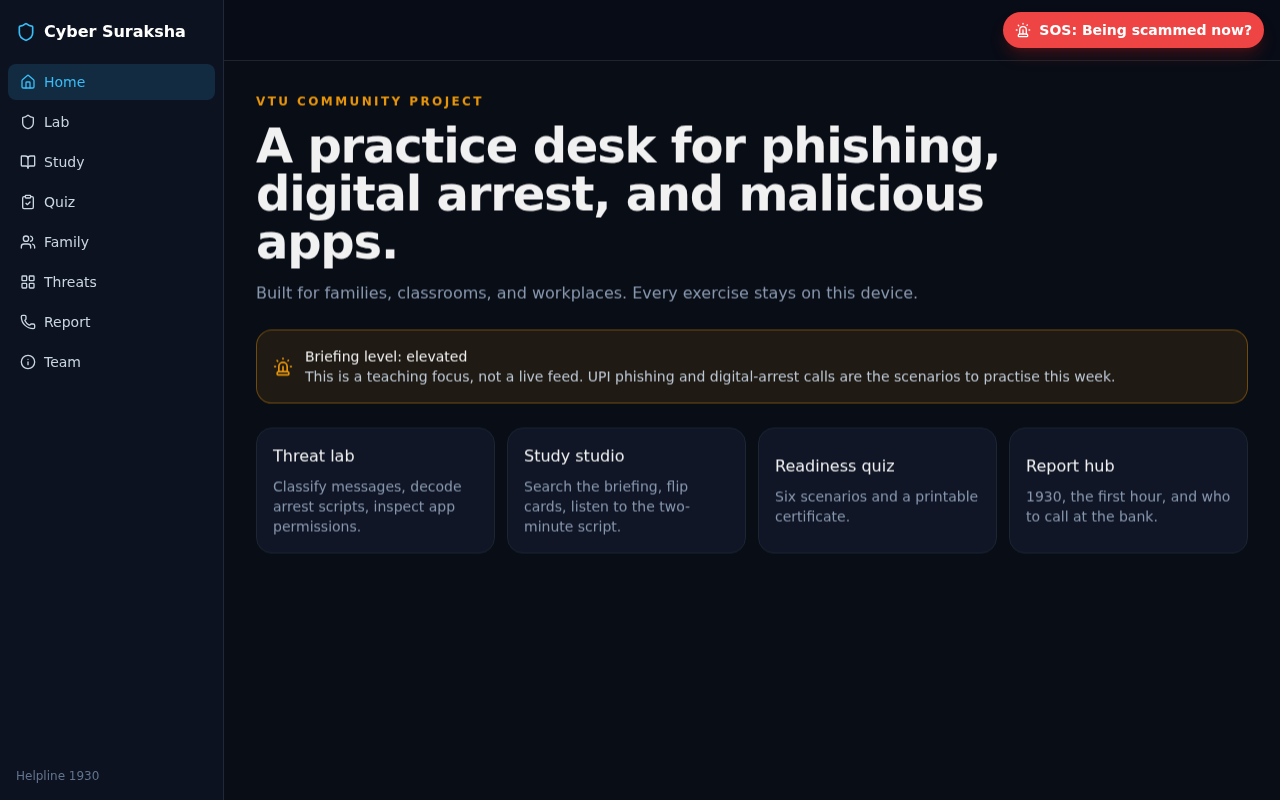 Cyber Suraksha
SOS: Being scammed now?
Home
Lab
Study
Quiz
Family
Threats
Report
Team
Helpline 1930
VTU COMMUNITY PROJECT
A practice desk for phishing,
digital arrest, and malicious
apps.
Built for families, classrooms, and workplaces. Every exercise stays on this device.
Briefing level: elevated
This is a teaching focus, not a live feed. UPI phishing and digital-arrest calls are the scenarios to practise this week.
Threat lab
Classify messages, decode
arrest scripts, inspect app
permissions.
Study studio
Search the briefing, flip
cards, listen to the two-
minute script.
Readiness quiz
Six scenarios and a printable
certificate.
Report hub
1930, the first hour, and who
to call at the bank.